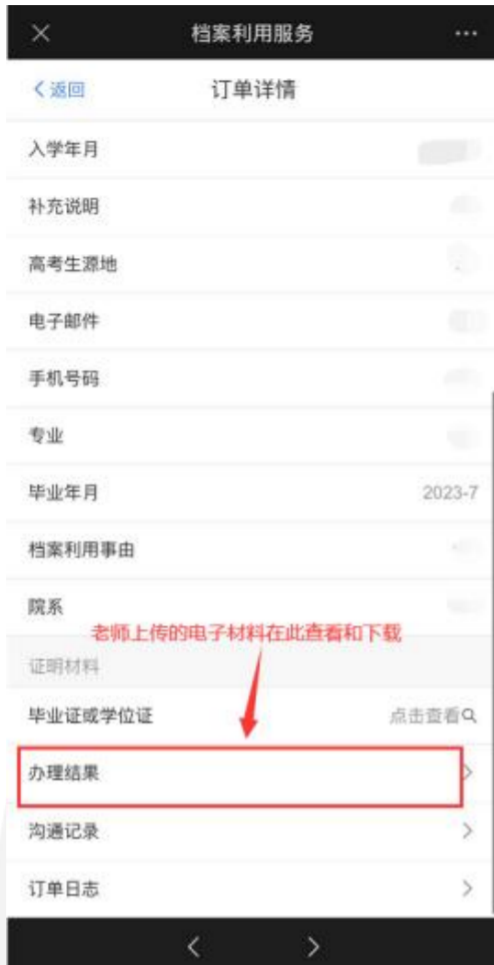 档案利用服务
返回 订单详情
入学年月
补充说明
高考生源地
电子邮件
手机号码
专业
毕业年月 2023-7
档案利用事由
院系
老师上传的电子材料在此查看和下载
证明材料
毕业证或学位证 点击查看
办理结果
沟通记录
订单日志